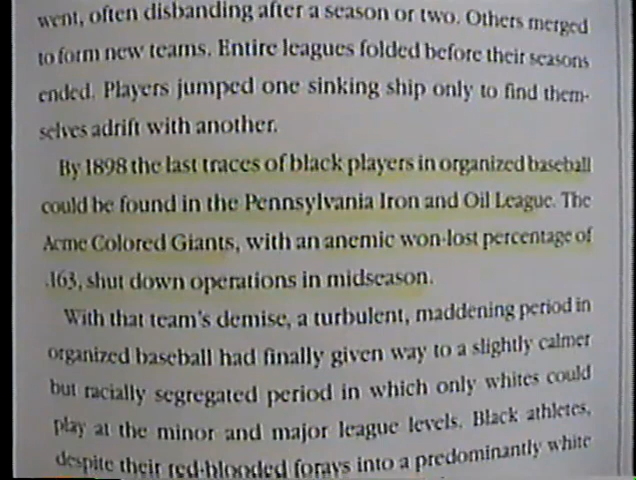 went, often disbanding after a season or two. Others merged
to form new teams. Entire leagues folded before their seasons
ended. Players jumped one sinking ship only to find them-
selves adrift with another.
By 1898 the last traces of black players in organized baseball
could be found in the Pennsylvania Iron and Oil League. The
Acme Colored Giants, with an anemic won-lost percentage of
.163, shut down operations in midseason.
With that team's demise, a turbulent, maddening period in
organized baseball had finally given way to a slightly calmer
but racially segregated period in which only whites could
play at the minor and major league levels. Black athletes,
despite their red-blooded forays into a predominantly white